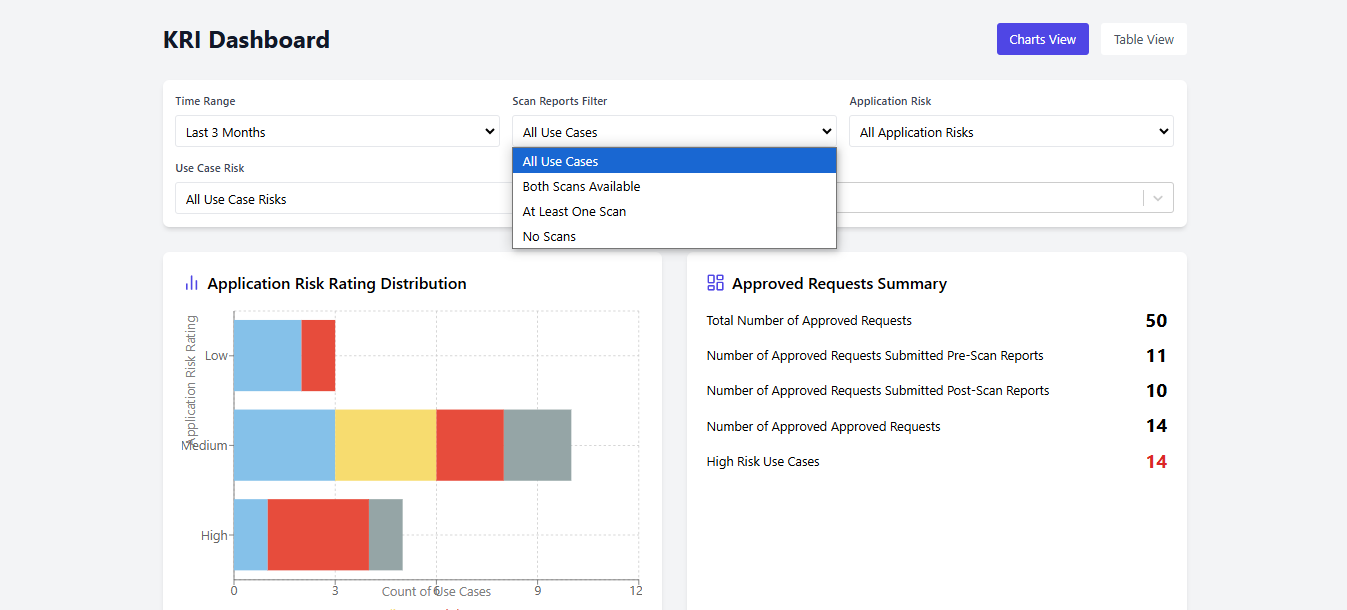 KRI Dashboard
Charts View
Table View
Time Range
Scan Reports Filter
Application Risk
Last 3 Months
All Use Cases
All Application Risks
All Use Cases
Both Scans Available
At Least One Scan
No Scans
Use Case Risk
All Use Case Risks
Application Risk Rating Distribution
Application Risk Rating
Low
Medium
High
0
3
6
9
12
Count of Use Cases
Approved Requests Summary
Total Number of Approved Requests 50
Number of Approved Requests Submitted Pre-Scan Reports 11
Number of Approved Requests Submitted Post-Scan Reports 10
Number of Approved Approved Requests 14
High Risk Use Cases 14